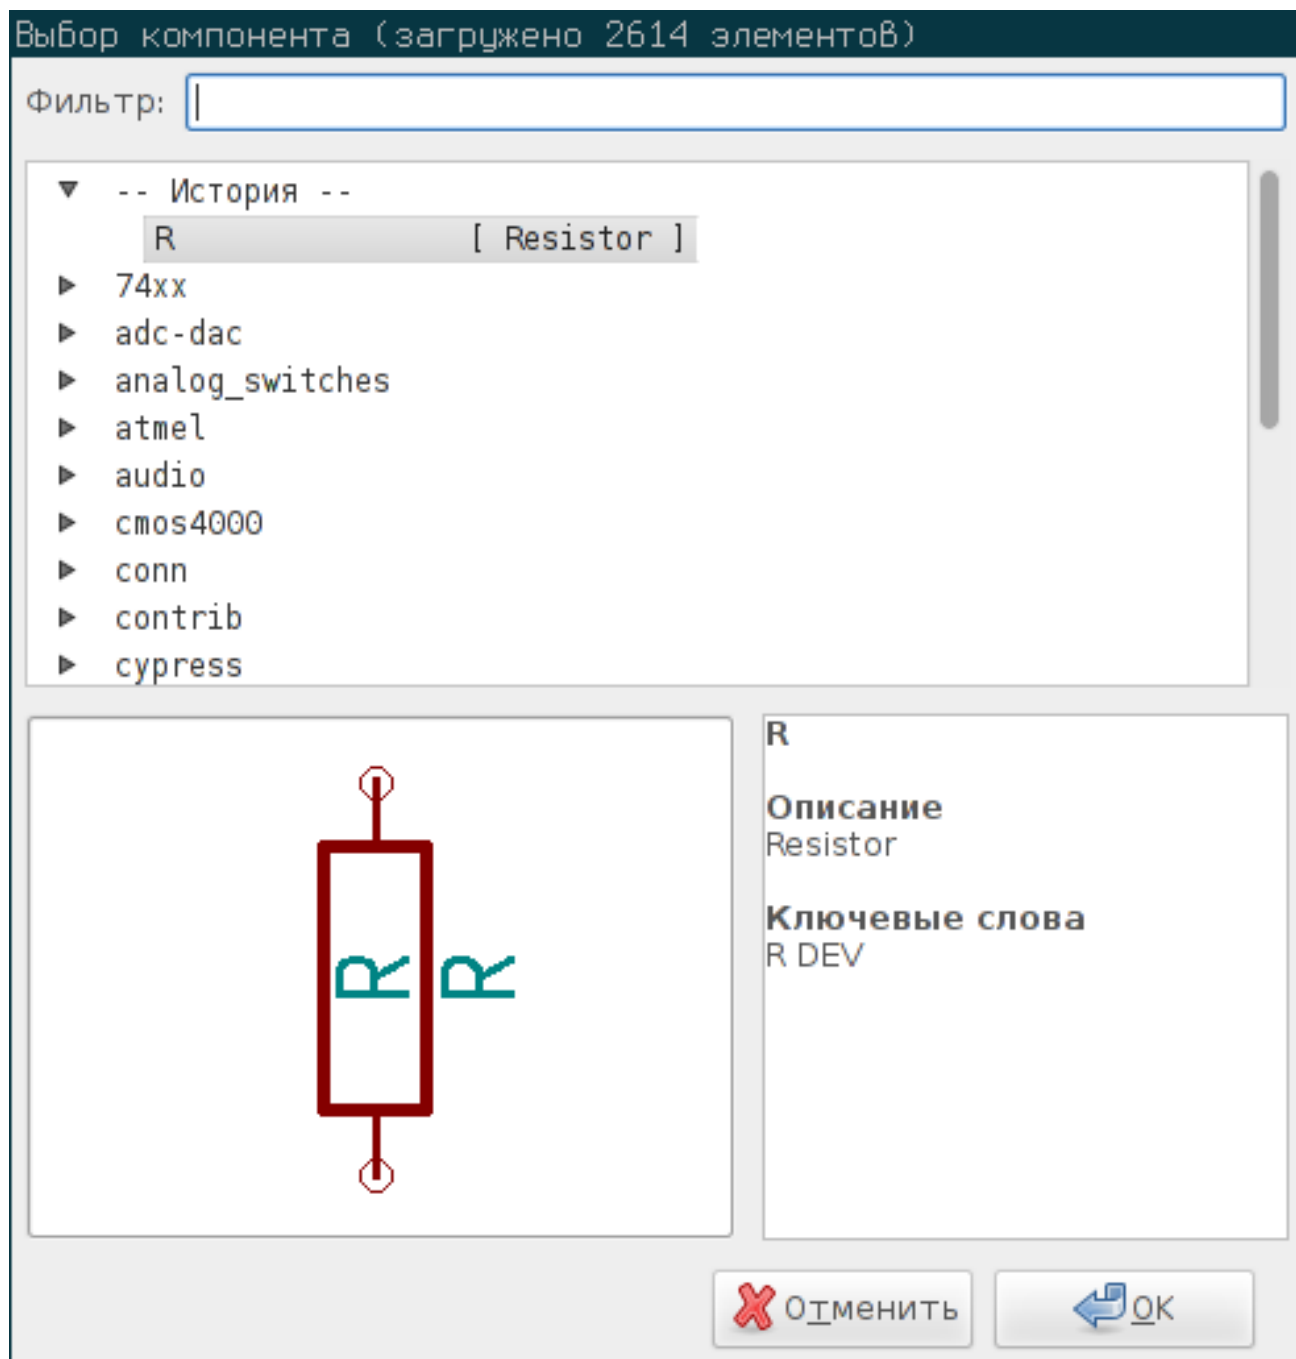 Выбор компонента (загружено 2614 элементов)
Фильтр:
-- История --
R [ Resistor ]
74xx
adc-dac
analog_switches
atmel
audio
cmos4000
conn
contrib
cypress
R R
R
Описание
Resistor
Ключевые слова
R DEV
Отменить
OK